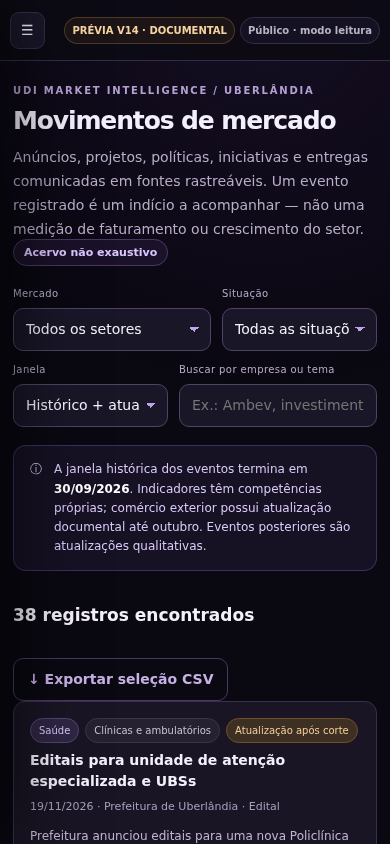 ☰
PRÉVIA V14 · DOCUMENTAL
Público · modo leitura
UDI MARKET INTELLIGENCE / UBERLÂNDIA
Movimentos de mercado
Anúncios, projetos, políticas, iniciativas e entregas
comunicadas em fontes rastreáveis. Um evento
registrado é um indício a acompanhar — não uma
medição de faturamento ou crescimento do setor.
Acervo não exaustivo
Mercado
Situação
Todos os setores
Todas as situaçõ
Janela
Buscar por empresa ou tema
Histórico + atua
Ex.: Ambev, investiment
ⓘ A janela histórica dos eventos termina em
30/09/2026. Indicadores têm competências
próprias; comércio exterior possui atualização
documental até outubro. Eventos posteriores são
atualizações qualitativas.
38 registros encontrados
↓ Exportar seleção CSV
Saúde
Clínicas e ambulatórios
Atualização após corte
Editais para unidade de atenção
especializada e UBSs
19/11/2026 · Prefeitura de Uberlândia · Edital
Prefeitura anunciou editais para uma nova Policlínica